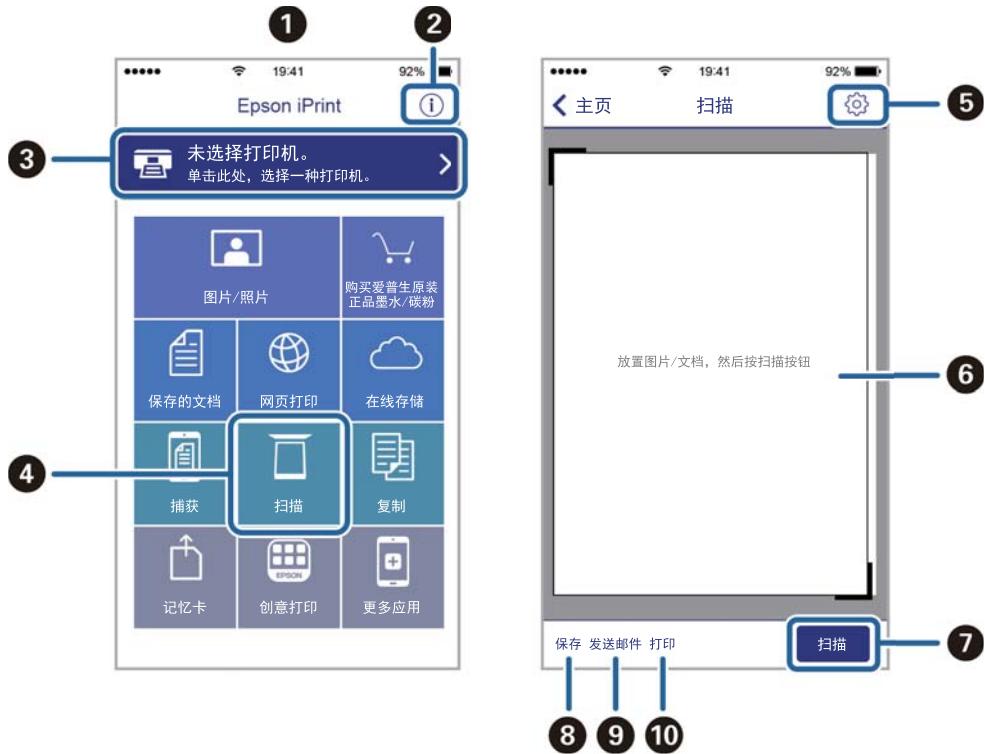 1
2
19:41
92%
Epson iPrint
i
3
未选择打印机。
单击此处，选择一种打印机。
图片/照片
购买爱普生原装
正品墨水/碳粉
保存的文档
网页打印
在线存储
4
捕获
扫描
复制
EPSON
记忆卡
创意打印
更多应用
19:41
92%
主页
扫描
5
放置图片/文档，然后按扫描按钮
6
保存 发送邮件 打印
扫描
7
8
9
10